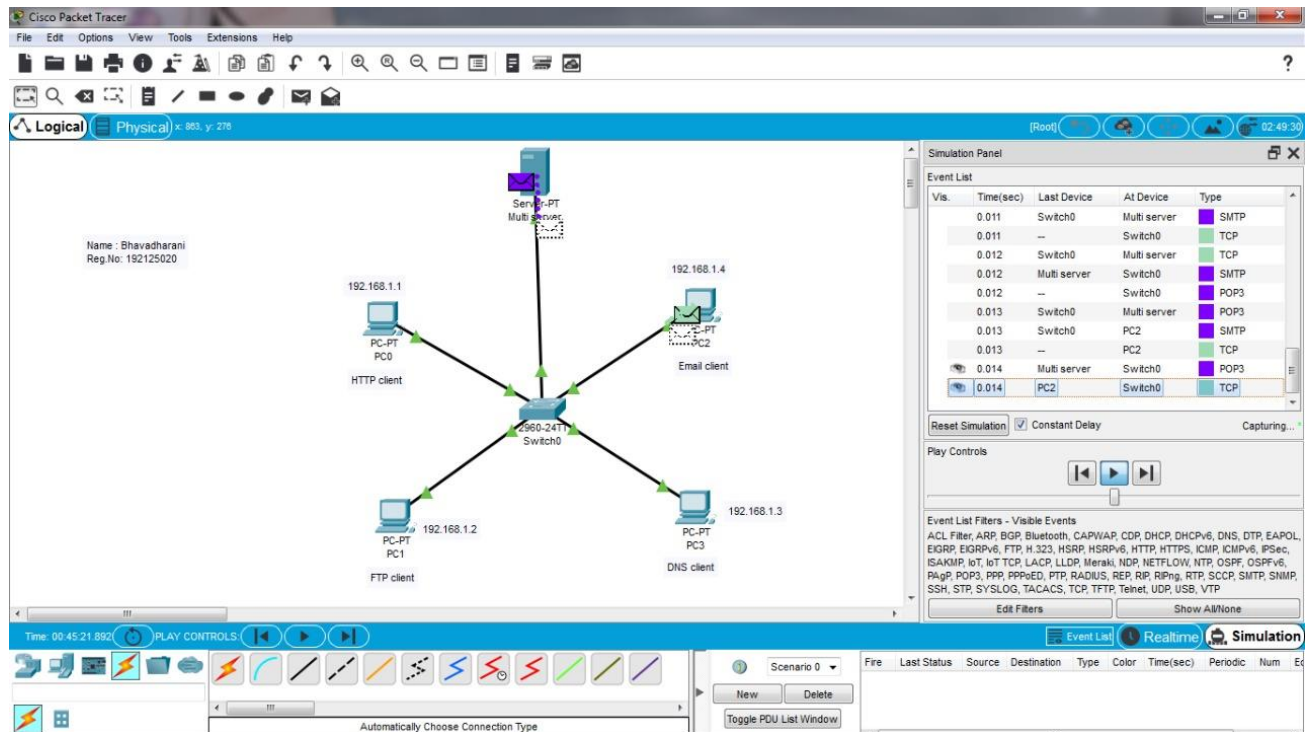 Cisco Packet Tracer
File Edit Options View Tools Extensions Help
?
Logical Physical x: 863, y: 276 [Root] 02:49:30
Simulation Panel
Event List
Vis. Time(sec) Last Device At Device Type
0.011 Switch0 Multi server SMTP
0.011 -- Switch0 TCP
0.012 Switch0 Multi server TCP
0.012 Multi server Switch0 SMTP
0.012 -- Switch0 POP3
0.013 Switch0 Multi server POP3
0.013 Switch0 PC2 SMTP
0.013 -- PC2 TCP
0.014 Multi server Switch0 POP3
0.014 PC2 Switch0 TCP
Reset Simulation Constant Delay Capturing...
Play Controls
Event List Filters - Visible Events
ACL Filter, ARP, BGP, Bluetooth, CAPWAP, CDP, DHCP, DHCPv6, DNS, DTP, EAPOL,
EIGRP, EIGRPv6, FTP, H.323, HSRP, HSRPv6, HTTP, HTTPS, ICMP, ICMPv6, IPSec,
ISAKMP, IoT, IoT TCP, LACP, LLDP, Meraki, NDP, NETFLOW, NTP, OSPF, OSPFv6,
PAgP, POP3, PPP, PPPoED, PTP, RADIUS, REP, RIP, RIPng, RTP, SCCP, SMTP, SNMP,
SSH, STP, SYSLOG, TACACS, TCP, TFTP, Telnet, UDP, USB, VTP
Edit Filters Show All/None
Server-PT
Multi server
Name : Bhavadharani
Reg.No: 192125020
192.168.1.1
PC-PT
PC0
HTTP client
192.168.1.4
C-PT
PC2
Email client
2960-24TT
Switch0
192.168.1.2
PC-PT
PC1
FTP client
192.168.1.3
PC-PT
PC3
DNS client
Time: 00:45:21.892 PLAY CONTROLS: Event List Realtime Simulation
Scenario 0
New Delete
Toggle PDU List Window
Fire Last Status Source Destination Type Color Time(sec) Periodic Num
Automatically Choose Connection Type